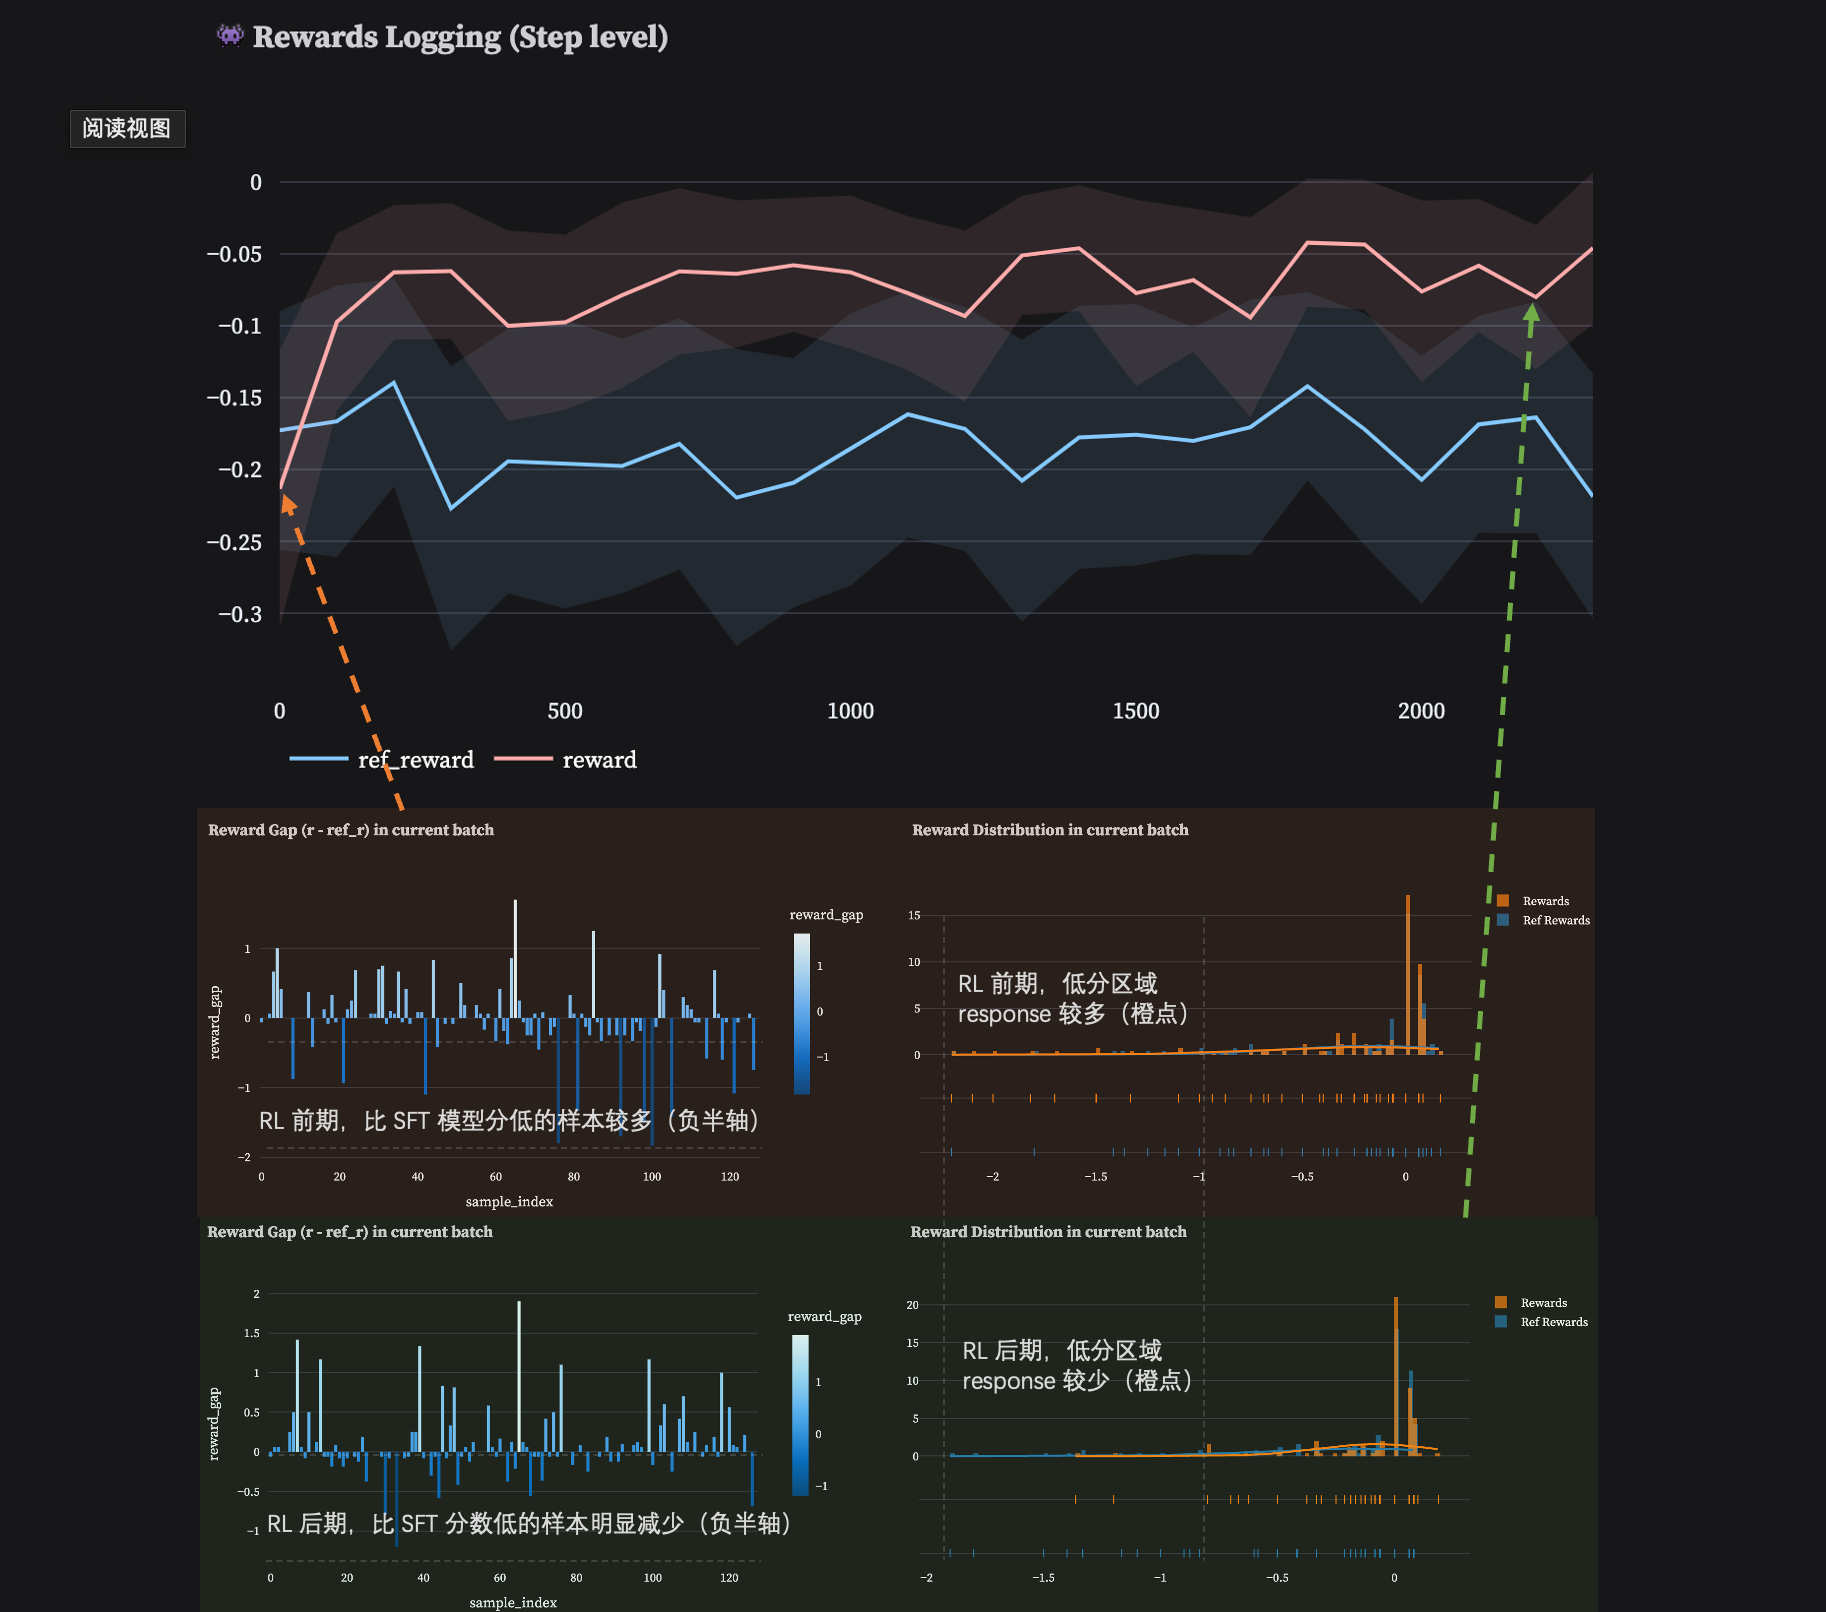 👾 Rewards Logging (Step level)
阅读视图
0
−0.05
−0.1
−0.15
−0.2
−0.25
−0.3
0 500 1000 1500 2000
ref_reward reward
Reward Gap (r - ref_r) in current batch
reward_gap
1
0
−1
−2
RL 前期，比 SFT 模型分低的样本较多（负半轴）
0 20 40 60 80 100 120
sample_index
reward_gap
1
0
−1
Reward Distribution in current batch
15
10
5
0
RL 前期，低分区域
response 较多（橙点）
Rewards
Ref Rewards
−2 −1.5 −1 −0.5 0
Reward Gap (r - ref_r) in current batch
reward_gap
2
1.5
1
0.5
0
−0.5
−1
RL 后期，比 SFT 分数低的样本明显减少（负半轴）
0 20 40 60 80 100 120
sample_index
reward_gap
1
0
−1
Reward Distribution in current batch
20
15
10
5
0
RL 后期，低分区域
response 较少（橙点）
Rewards
Ref Rewards
−2 −1.5 −1 −0.5 0